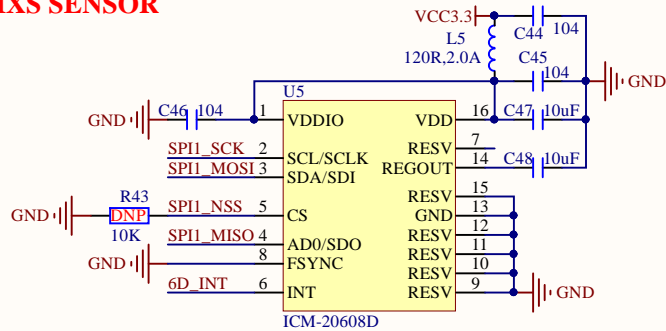 IXS SENSOR
VCC3.3
C44
104
L5
120R,2.0A
C45
104
GND
U5
C46
104
GND
1
VDDIO
VDD
16
C47
10uF
SPI1_SCK
2
SCL/SCLK
RESV
7
SPI1_MOSI
3
SDA/SDI
REGOUT
14
C48
10uF
R43
GND
DNP
10K
SPI1_NSS
5
CS
RESV
15
GND
13
SPI1_MISO
4
AD0/SDO
RESV
12
GND
8
FSYNC
RESV
11
RESV
10
6D_INT
6
INT
RESV
9
GND
ICM-20608D